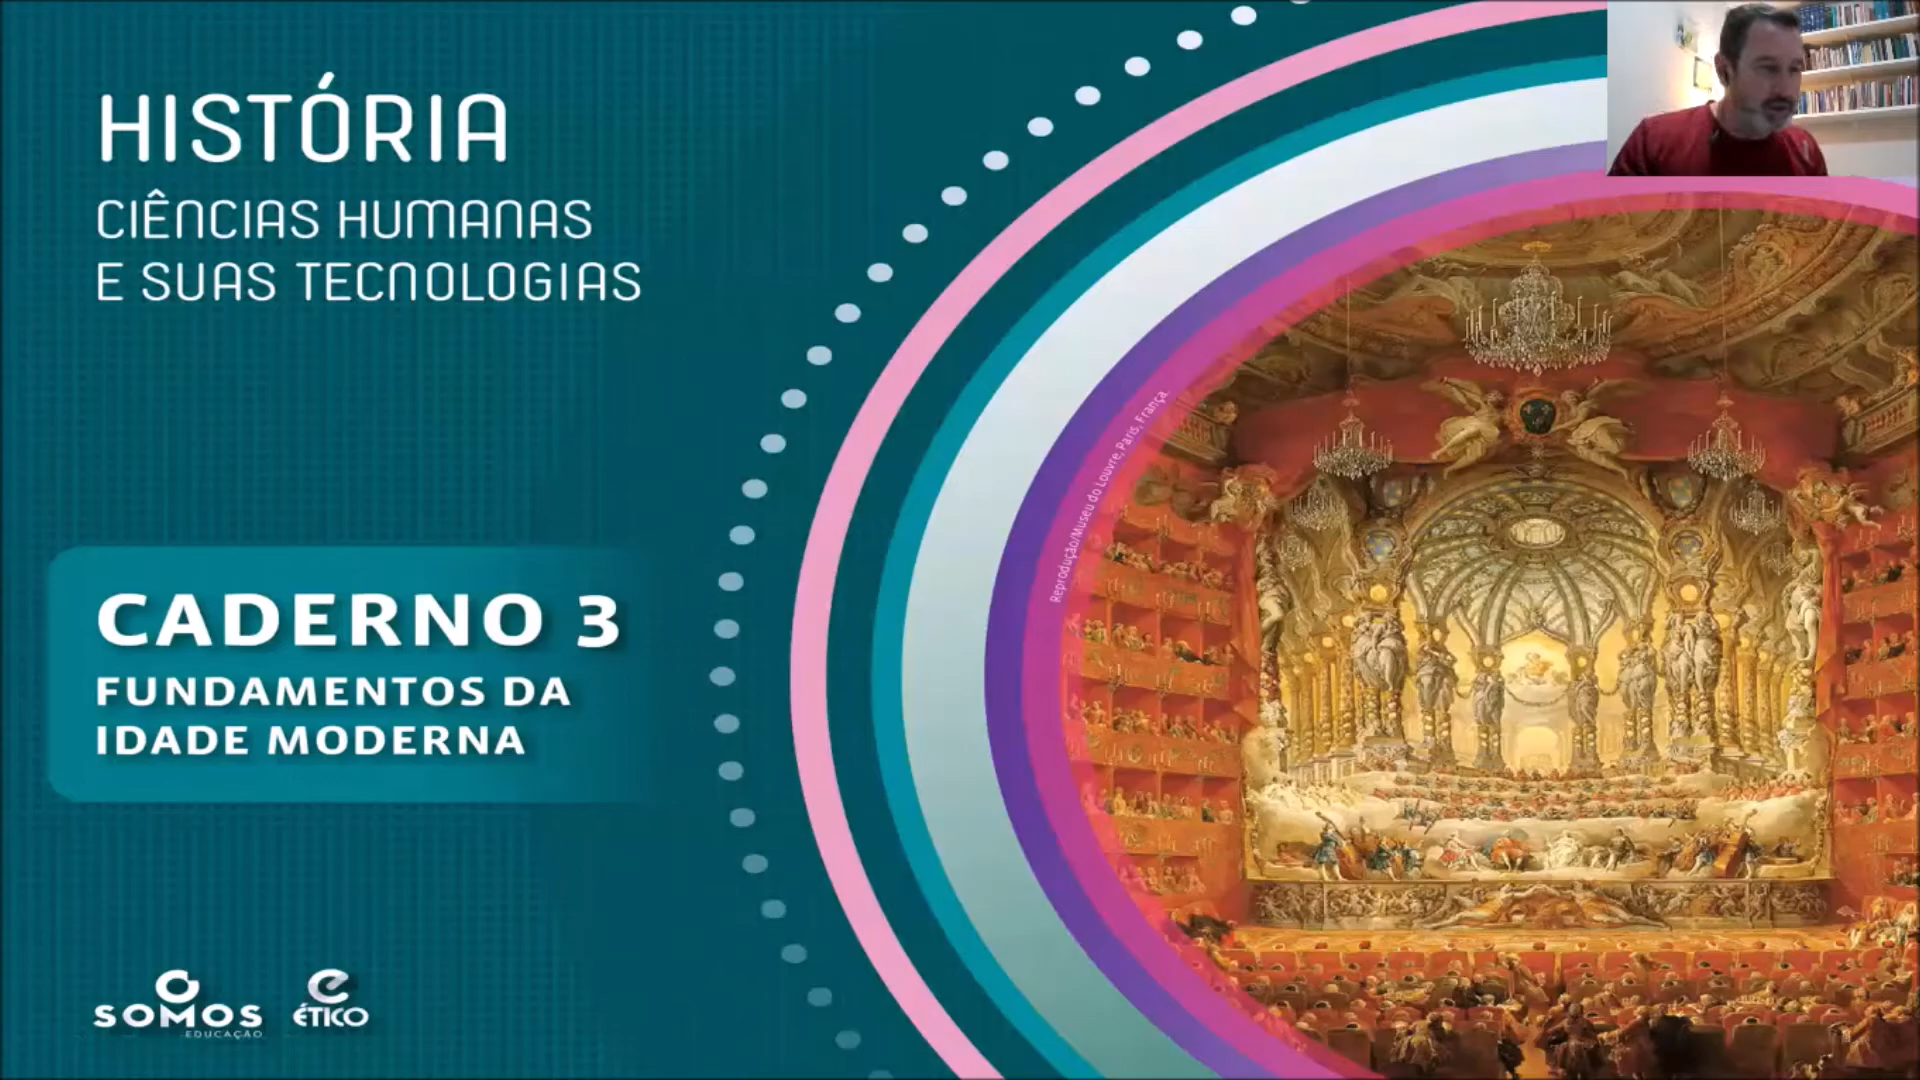 HISTÓRIA
CIÊNCIAS HUMANAS
E SUAS TECNOLOGIAS
CADERNO 3
FUNDAMENTOS DA
IDADE MODERNA
Reprodução/Museu do Louvre, Paris, França.
SOMOS
EDUCAÇÃO
ÉTICO